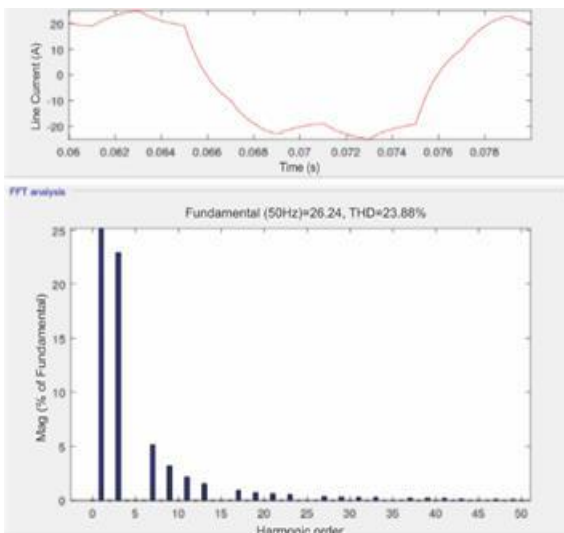 Line Current (A)
20
10
0
-10
-20
0.06 0.062 0.064 0.066 0.068 0.07 0.072 0.074 0.076 0.078
Time (s)
FFT analysis
Fundamental (50Hz)=26.24, THD=23.88%
Mag (% of Fundamental)
25
20
15
10
5
0
0 5 10 15 20 25 30 35 40 45 50
Harmonic order